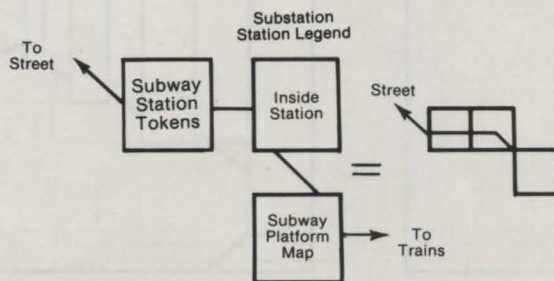 Substation
Station Legend
To
Street
Subway
Station
Tokens
Inside
Station
Street
=
Subway
Platform
Map
To
Trains